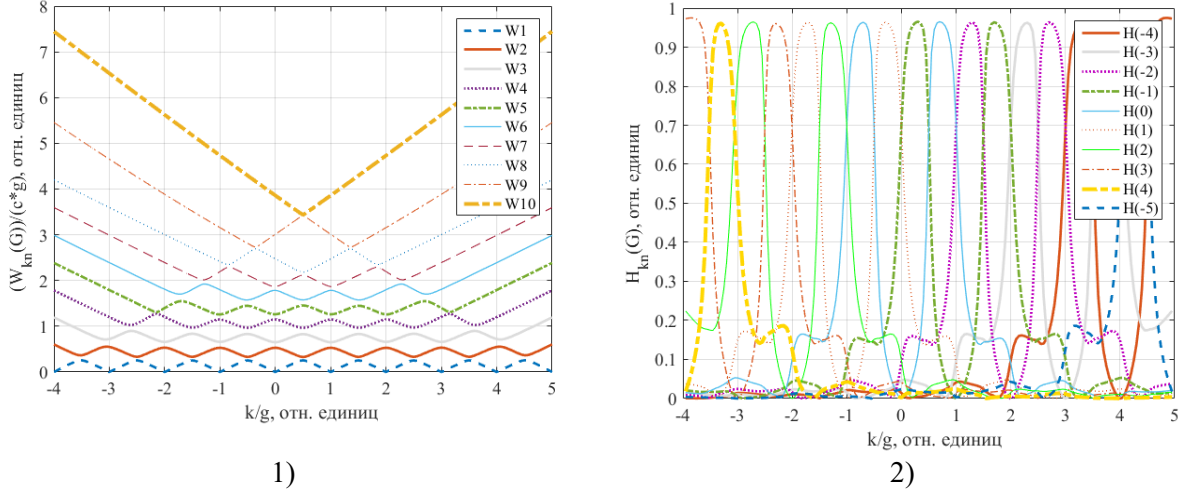 8
7
6
5
4
3
2
1
0
(W_kn(G))/(c*g), отн. единиц
-4 -3 -2 -1 0 1 2 3 4 5
k/g, отн. единиц
W1
W2
W3
W4
W5
W6
W7
W8
W9
W10
1)
1
0.9
0.8
0.7
0.6
0.5
0.4
0.3
0.2
0.1
0
H_kn(G), отн. единиц
-4 -3 -2 -1 0 1 2 3 4 5
k/g, отн. единиц
H(-4)
H(-3)
H(-2)
H(-1)
H(0)
H(1)
H(2)
H(3)
H(4)
H(-5)
2)